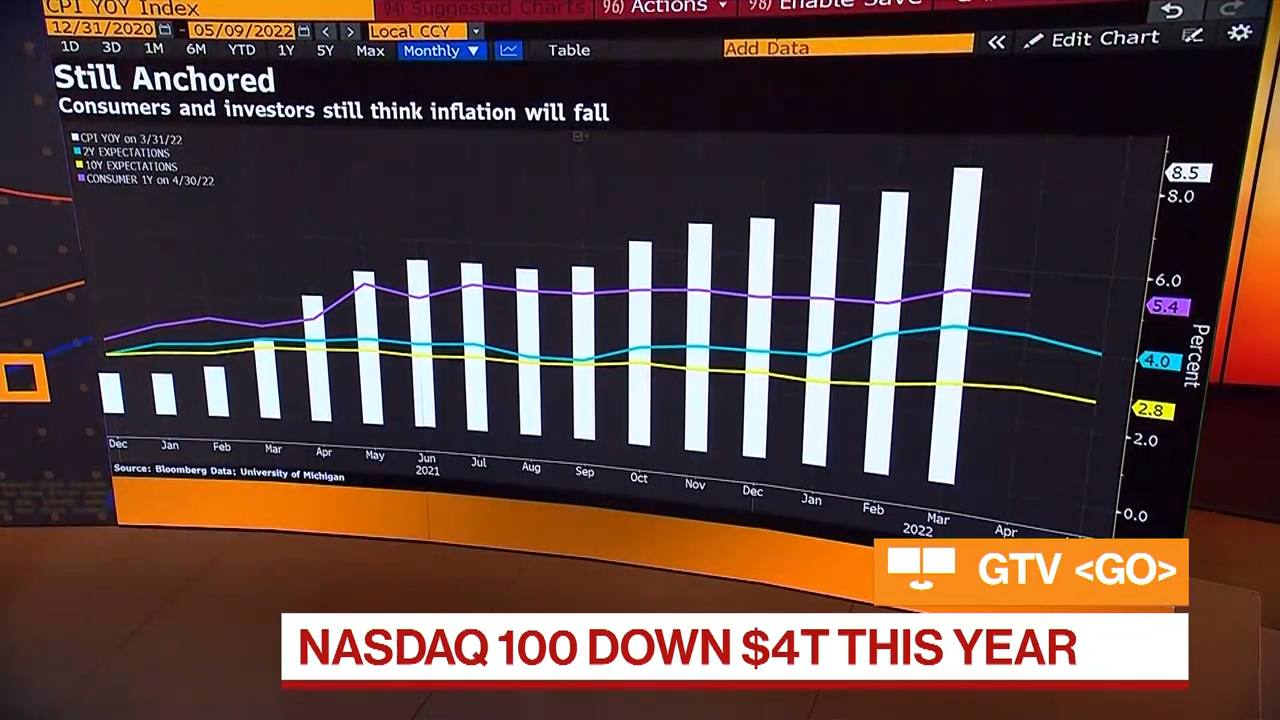 CPI YOY Index
94) Suggested Charts
96) Actions
98) Enable Save
12/31/2020 - 05/09/2022
Local CCY
1D 3D 1M 6M YTD 1Y 5Y Max Monthly ▼ Table
Add Data
« Edit Chart
Still Anchored
Consumers and investors still think inflation will fall
CPI YOY on 3/31/22
2Y EXPECTATIONS
10Y EXPECTATIONS
CONSUMER 1Y on 4/30/22
8.5
8.0
6.0
5.4
4.0
2.8
2.0
0.0
Percent
Dec Jan Feb Mar Apr May Jun Jul Aug Sep Oct Nov Dec Jan Feb Mar Apr
2021 2022
Source: Bloomberg Data; University of Michigan
GTV <GO>
NASDAQ 100 DOWN $4T THIS YEAR